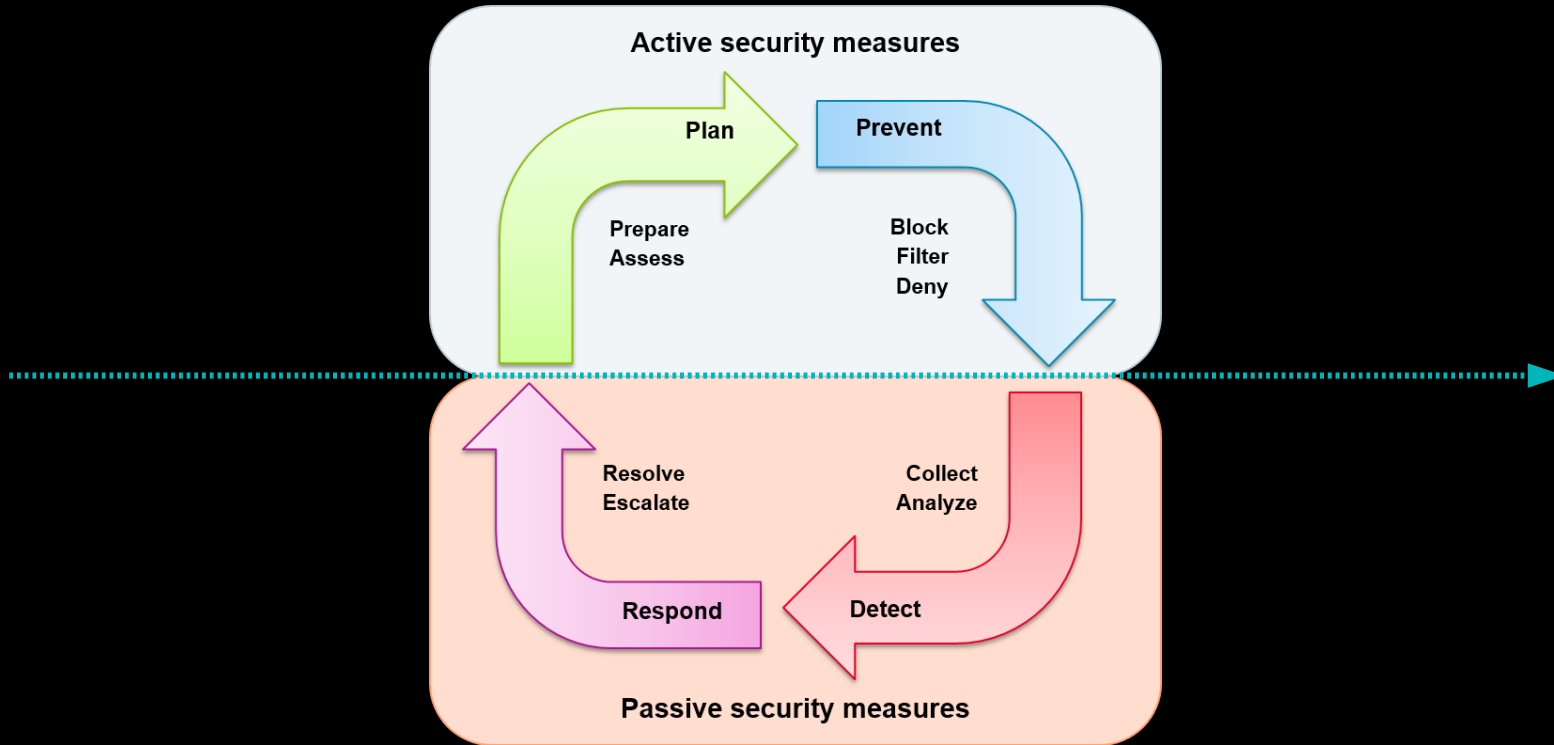 Active security measures
Plan
Prevent
Prepare
Assess
Block
Filter
Deny
Resolve
Escalate
Collect
Analyze
Respond
Detect
Passive security measures